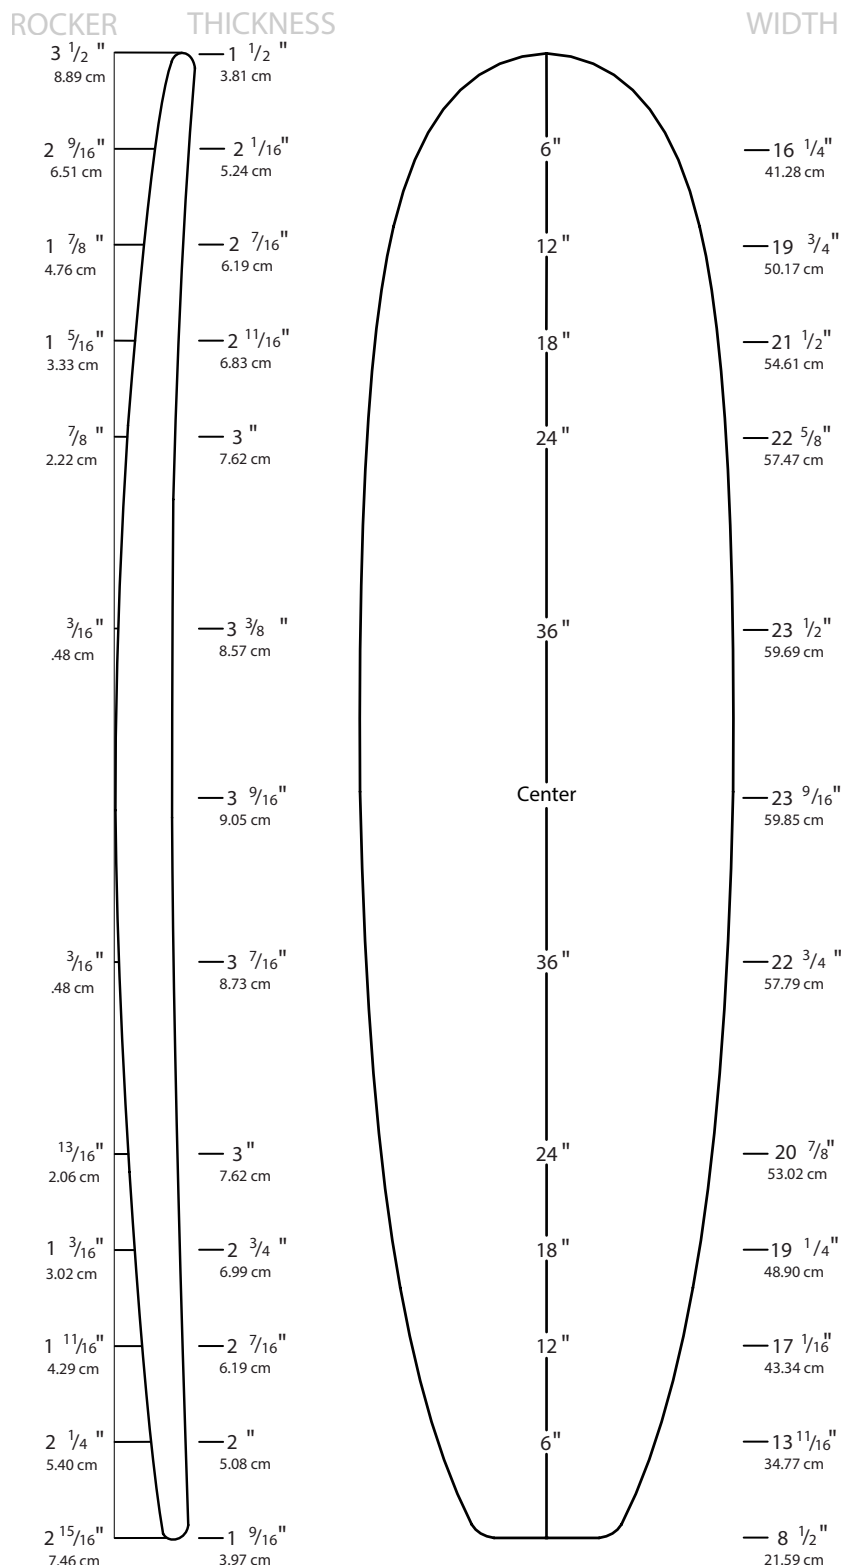 ROCKER THICKNESS WIDTH
3 1/2 " 1 1/2 "
8.89 cm 3.81 cm
2 9/16" 2 1/16" 6" 16 1/4"
6.51 cm 5.24 cm 41.28 cm
1 7/8 " 2 7/16" 12" 19 3/4"
4.76 cm 6.19 cm 50.17 cm
1 5/16" 2 11/16" 18" 21 1/2"
3.33 cm 6.83 cm 54.61 cm
7/8 " 3 " 24" 22 5/8"
2.22 cm 7.62 cm 57.47 cm
3/16" 3 3/8 " 36" 23 1/2"
.48 cm 8.57 cm 59.69 cm
3 9/16" Center 23 9/16"
9.05 cm 59.85 cm
3/16" 3 7/16" 36" 22 3/4 "
.48 cm 8.73 cm 57.79 cm
13/16" 3" 24" 20 7/8"
2.06 cm 7.62 cm 53.02 cm
1 3/16" 2 3/4 " 18" 19 1/4"
3.02 cm 6.99 cm 48.90 cm
1 11/16" 2 7/16" 12" 17 1/16"
4.29 cm 6.19 cm 43.34 cm
2 1/4 " 2 " 6" 13 11/16"
5.40 cm 5.08 cm 34.77 cm
2 15/16" 1 9/16" 8 1/2"
7.46 cm 3.97 cm 21.59 cm